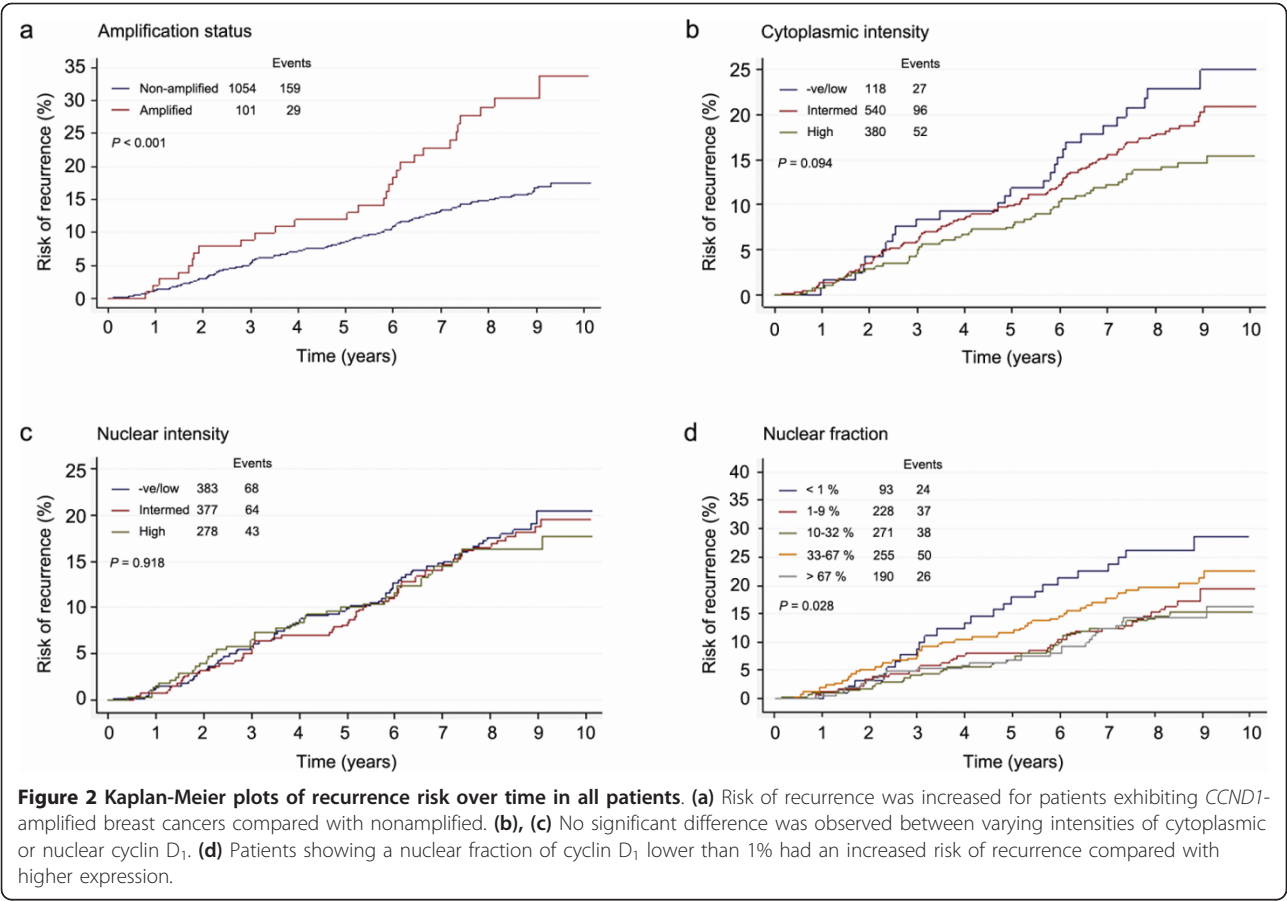 a Amplification status
Events
Non-amplified 1054 159
Amplified 101 29
P < 0.001
35
30
25
20
15
10
5
0
Risk of recurrence (%)
0 1 2 3 4 5 6 7 8 9 10
Time (years)
b Cytoplasmic intensity
Events
-ve/low 118 27
Intermed 540 96
High 380 52
P = 0.094
25
20
15
10
5
0
Risk of recurrence (%)
0 1 2 3 4 5 6 7 8 9 10
Time (years)
c Nuclear intensity
Events
-ve/low 383 68
Intermed 377 64
High 278 43
P = 0.918
25
20
15
10
5
0
Risk of recurrence (%)
0 1 2 3 4 5 6 7 8 9 10
Time (years)
d Nuclear fraction
Events
< 1 % 93 24
1-9 % 228 37
10-32 % 271 38
33-67 % 255 50
> 67 % 190 26
P = 0.028
40
35
30
25
20
15
10
5
0
Risk of recurrence (%)
0 1 2 3 4 5 6 7 8 9 10
Time (years)
Figure 2 Kaplan-Meier plots of recurrence risk over time in all patients. (a) Risk of recurrence was increased for patients exhibiting CCND1-
amplified breast cancers compared with nonamplified. (b), (c) No significant difference was observed between varying intensities of cytoplasmic
or nuclear cyclin D₁. (d) Patients showing a nuclear fraction of cyclin D₁ lower than 1% had an increased risk of recurrence compared with
higher expression.